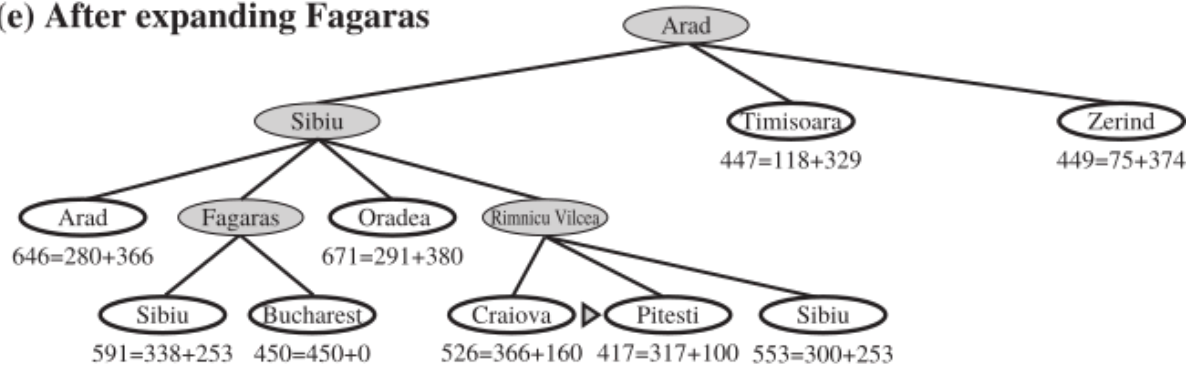 (e) After expanding Fagaras
Arad
Sibiu
Timisoara
Zerind
447=118+329
449=75+374
Arad
Fagaras
Oradea
Rimnicu Vilcea
646=280+366
671=291+380
Sibiu
Bucharest
Craiova
Pitesti
Sibiu
591=338+253
450=450+0
526=366+160
417=317+100
553=300+253